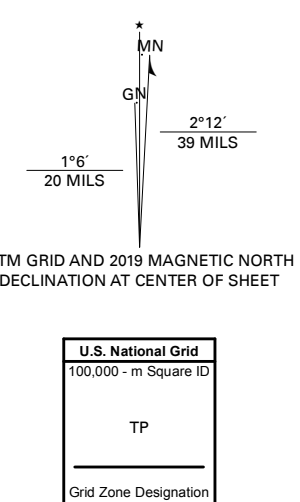 ★
MN
GN
2°12´
39 MILS
1°6´
20 MILS
TM GRID AND 2019 MAGNETIC NORTH
DECLINATION AT CENTER OF SHEET
U.S. National Grid
100,000 - m Square ID
TP
Grid Zone Designation